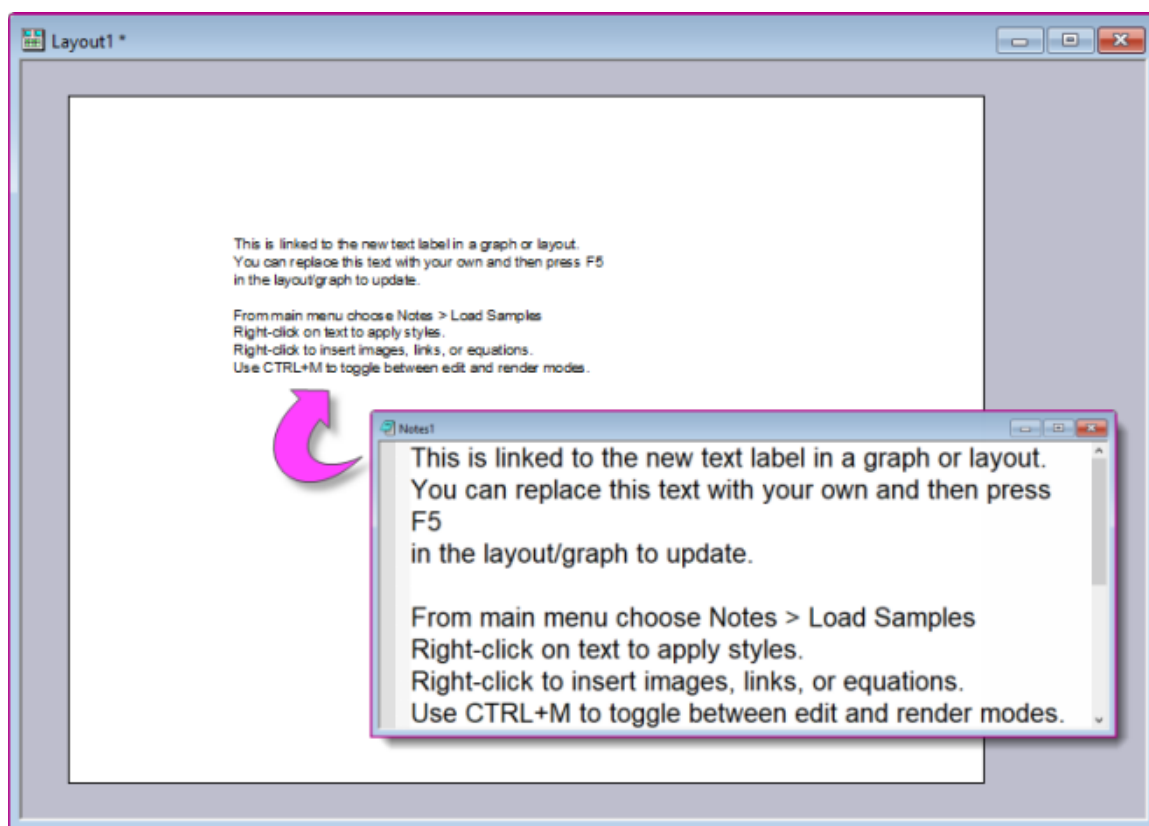 Layout1 *
This is linked to the new text label in a graph or layout.
You can replace this text with your own and then press F5
in the layout/graph to update.
From main menu choose Notes > Load Samples
Right-click on text to apply styles.
Right-click to insert images, links, or equations.
Use CTRL+M to toggle between edit and render modes.
Notes1
This is linked to the new text label in a graph or layout.
You can replace this text with your own and then press
F5
in the layout/graph to update.
From main menu choose Notes > Load Samples
Right-click on text to apply styles.
Right-click to insert images, links, or equations.
Use CTRL+M to toggle between edit and render modes.